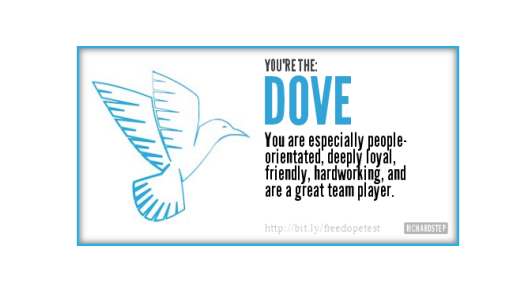 YOU'RE THE:
DOVE
You are especially people-
orientated, deeply loyal,
friendly, hardworking, and
are a great team player.
http://bit.ly/freedopetest
RICHARDSTEP